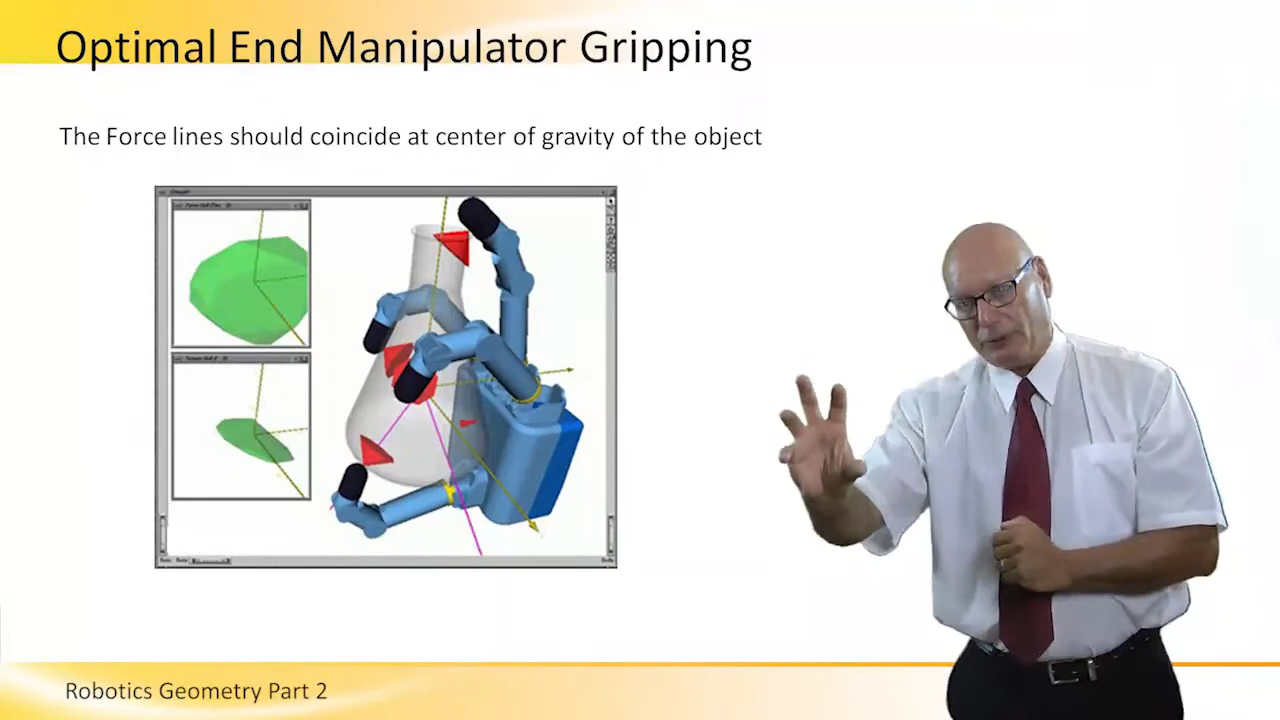 Optimal End Manipulator Gripping
The Force lines should coincide at center of gravity of the object
Robotics Geometry Part 2